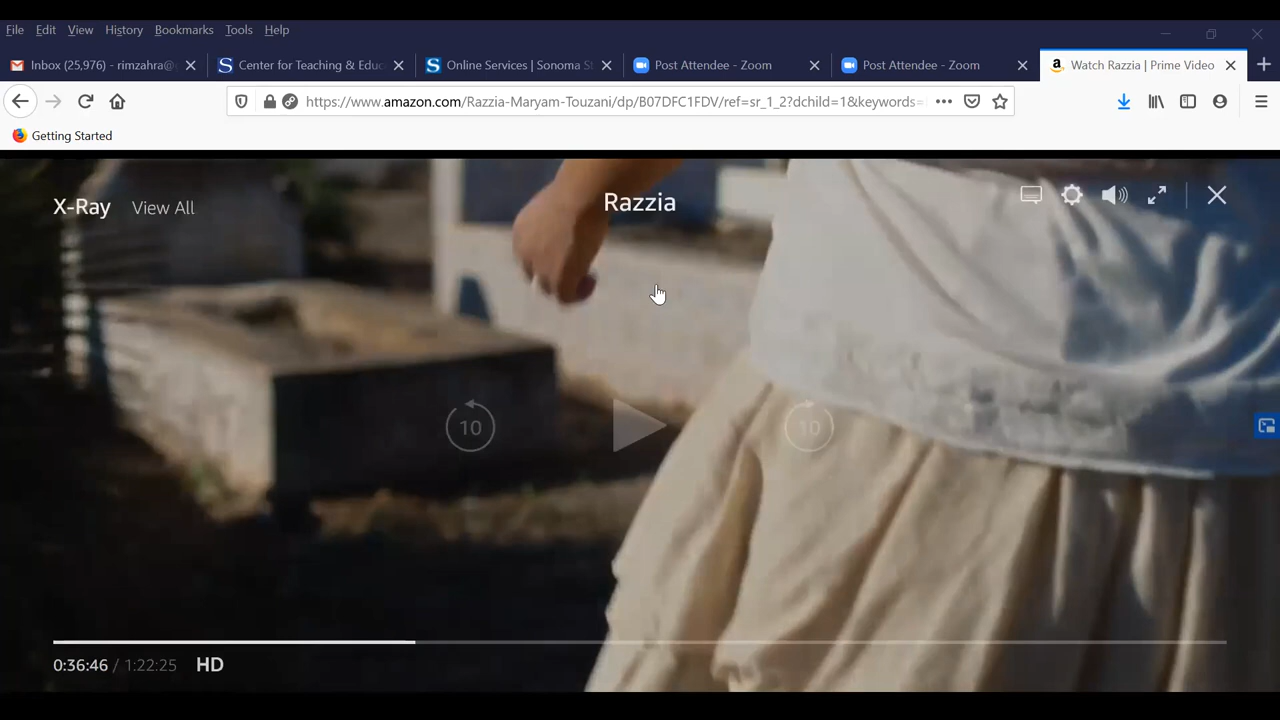 File Edit View History Bookmarks Tools Help
Inbox (25,976) - rimzahra@g Center for Teaching & Educ Online Services | Sonoma St Post Attendee - Zoom Post Attendee - Zoom Watch Razzia | Prime Video
https://www.amazon.com/Razzia-Maryam-Touzani/dp/B07DFC1FDV/ref=sr_1_2?dchild=1&keywords=
Getting Started
X-Ray View All Razzia
10 10
0:36:46 / 1:22:25 HD